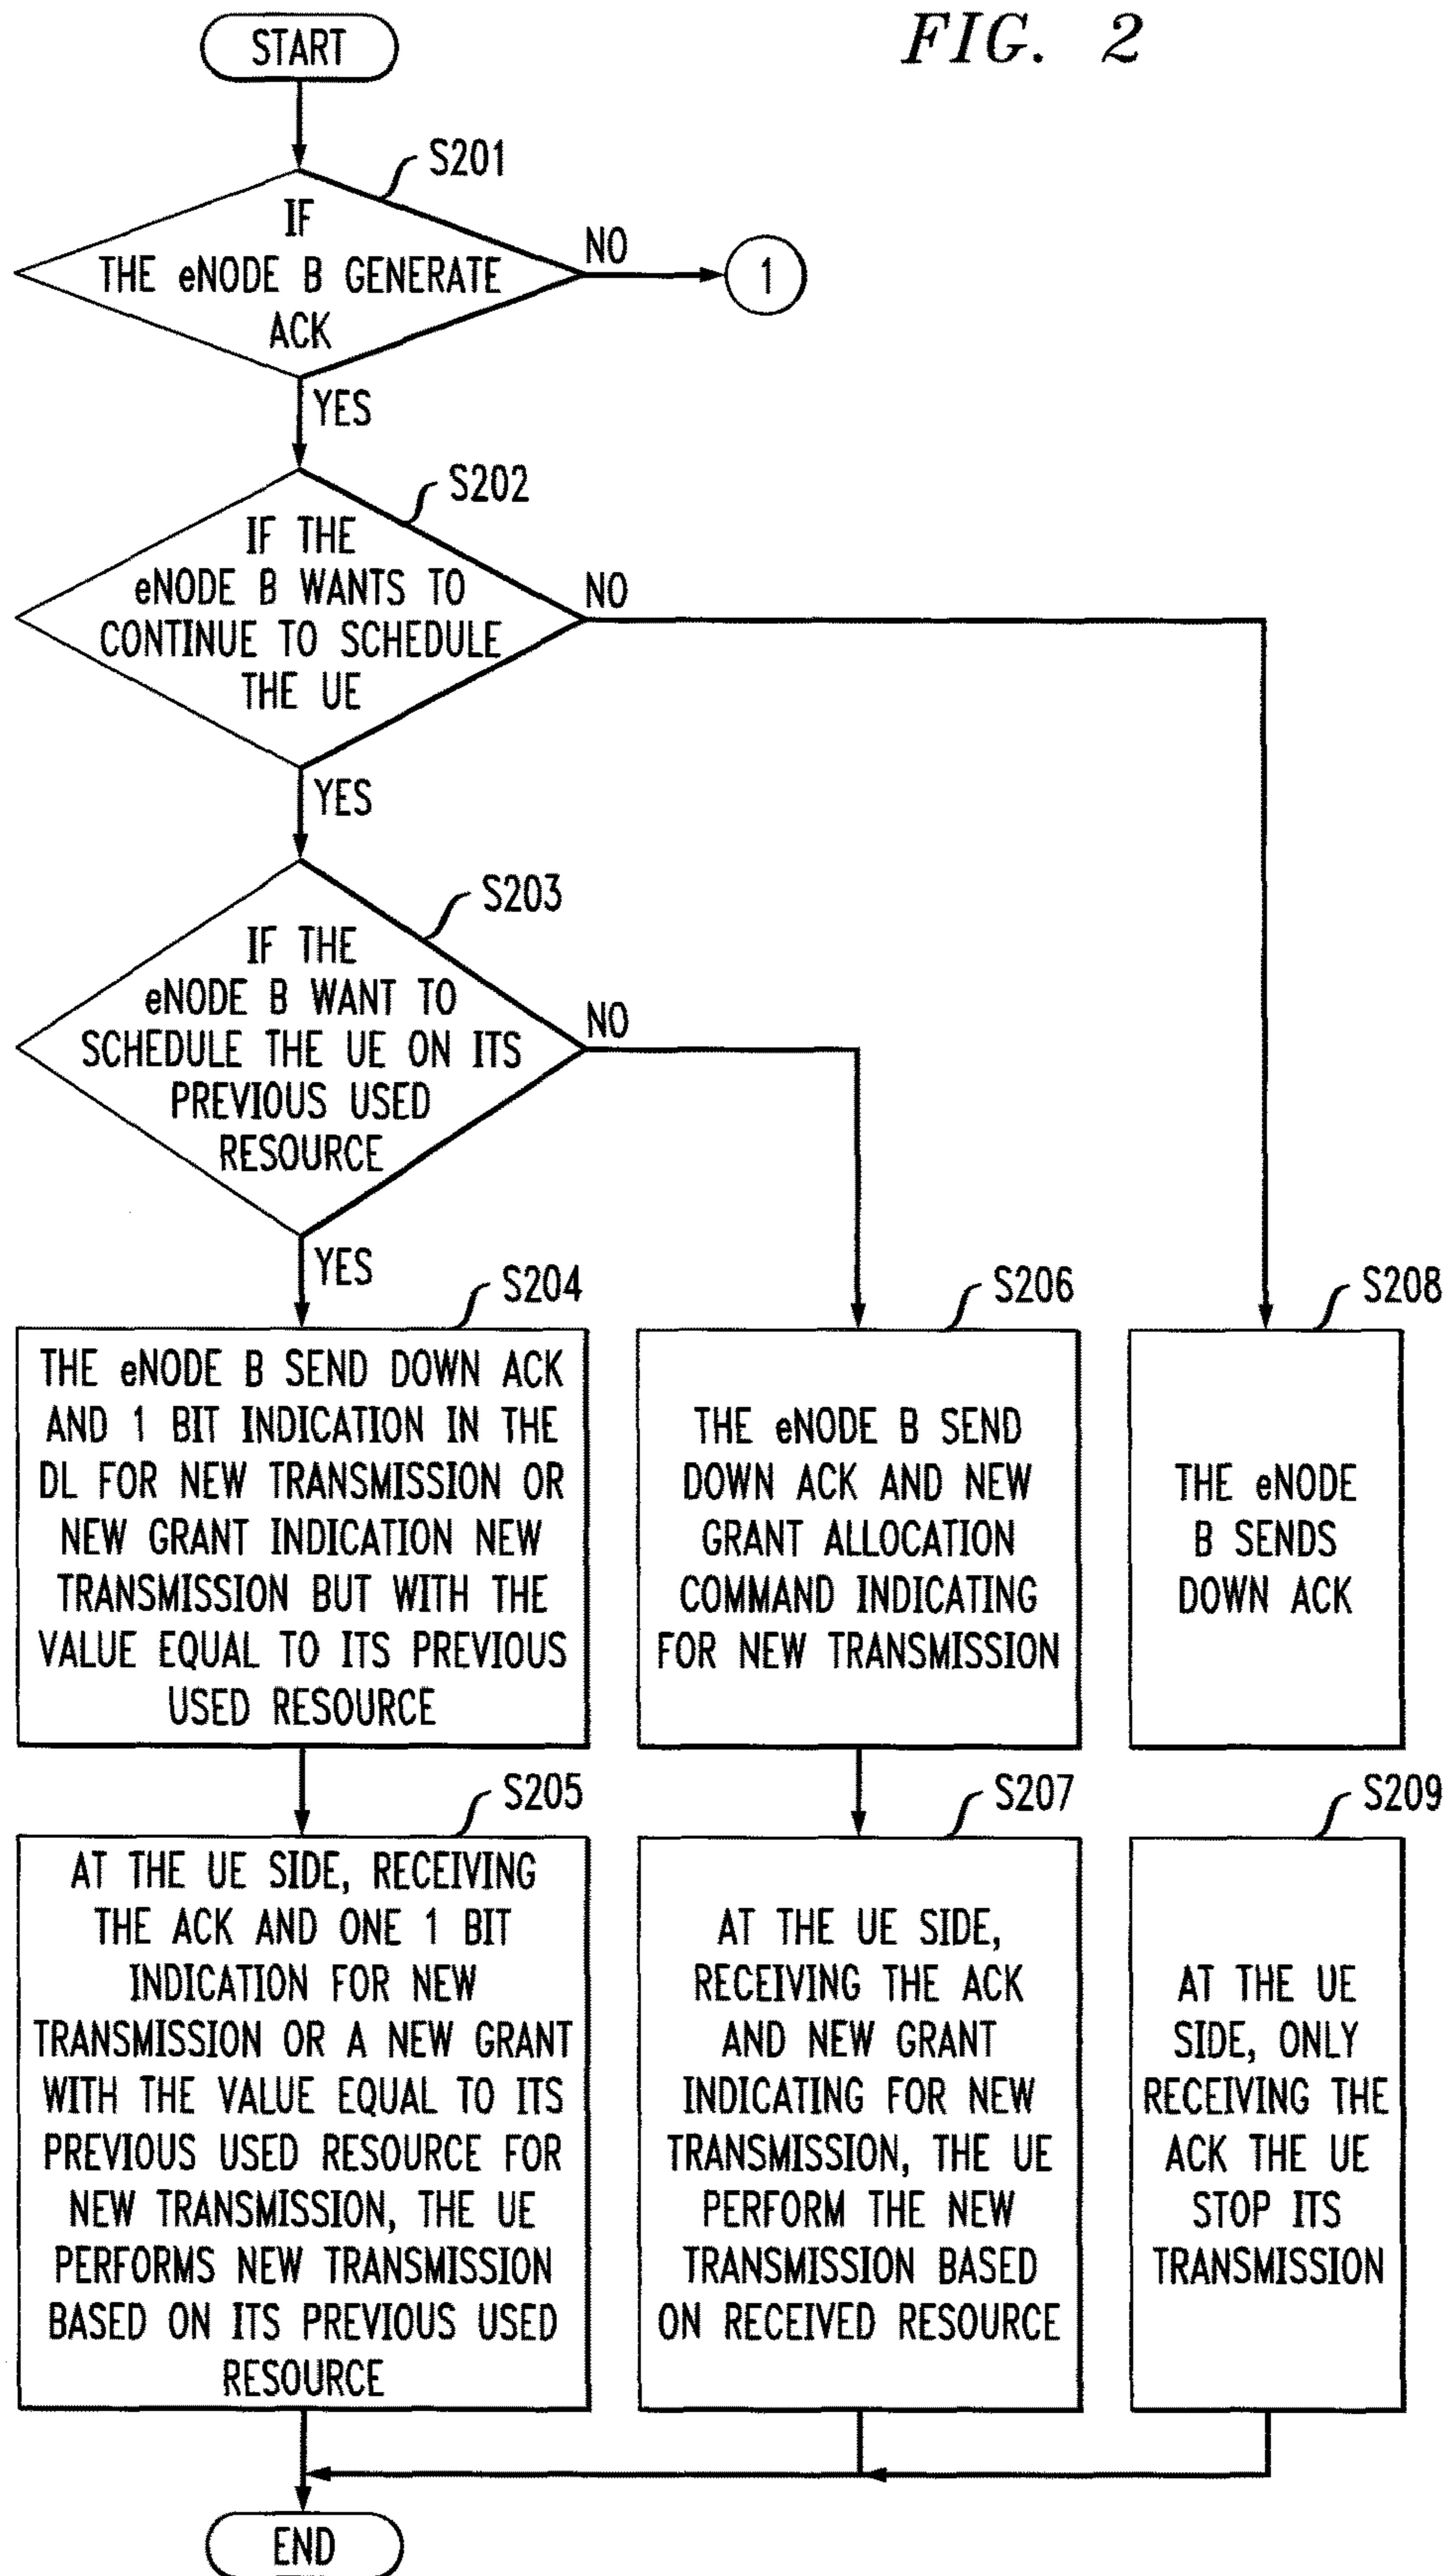 FIG. 2
START
S201
IF
THE eNODE B GENERATE
ACK
NO
1
YES
S202
IF THE
eNODE B WANTS TO
CONTINUE TO SCHEDULE
THE UE
NO
YES
S203
IF THE
eNODE B WANT TO
SCHEDULE THE UE ON ITS
PREVIOUS USED
RESOURCE
NO
YES
S204
THE eNODE B SEND DOWN ACK
AND 1 BIT INDICATION IN THE
DL FOR NEW TRANSMISSION OR
NEW GRANT INDICATION NEW
TRANSMISSION BUT WITH THE
VALUE EQUAL TO ITS PREVIOUS
USED RESOURCE
S206
THE eNODE B SEND
DOWN ACK AND NEW
GRANT ALLOCATION
COMMAND INDICATING
FOR NEW TRANSMISSION
S208
THE eNODE
B SENDS
DOWN ACK
S205
AT THE UE SIDE, RECEIVING
THE ACK AND ONE 1 BIT
INDICATION FOR NEW
TRANSMISSION OR A NEW GRANT
WITH THE VALUE EQUAL TO ITS
PREVIOUS USED RESOURCE FOR
NEW TRANSMISSION, THE UE
PERFORMS NEW TRANSMISSION
BASED ON ITS PREVIOUS USED
RESOURCE
S207
AT THE UE SIDE,
RECEIVING THE ACK
AND NEW GRANT
INDICATING FOR NEW
TRANSMISSION, THE UE
PERFORM THE NEW
TRANSMISSION BASED
ON RECEIVED RESOURCE
S209
AT THE UE
SIDE, ONLY
RECEIVING THE
ACK THE UE
STOP ITS
TRANSMISSION
END